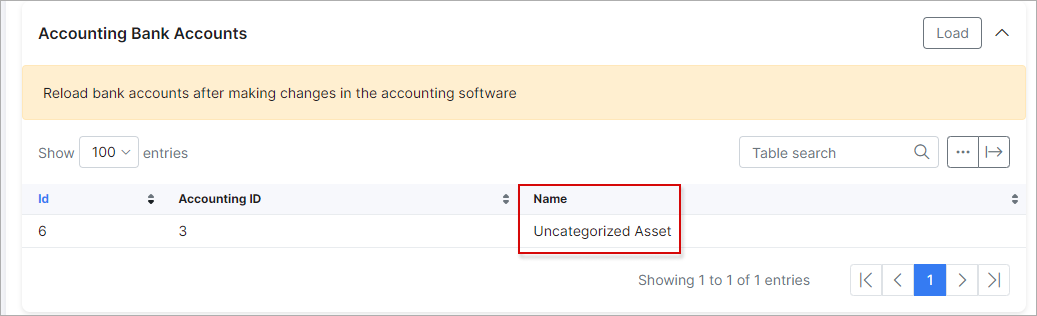 Accounting Bank Accounts Load
Reload bank accounts after making changes in the accounting software
Show 100 entries Table search
Id Accounting ID Name
6 3 Uncategorized Asset
Showing 1 to 1 of 1 entries 1